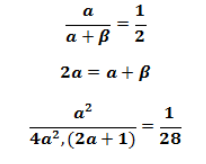 a/(a + β) = 1/2
2a = a + β
a²/(4a²,(2a + 1)) = 1/28